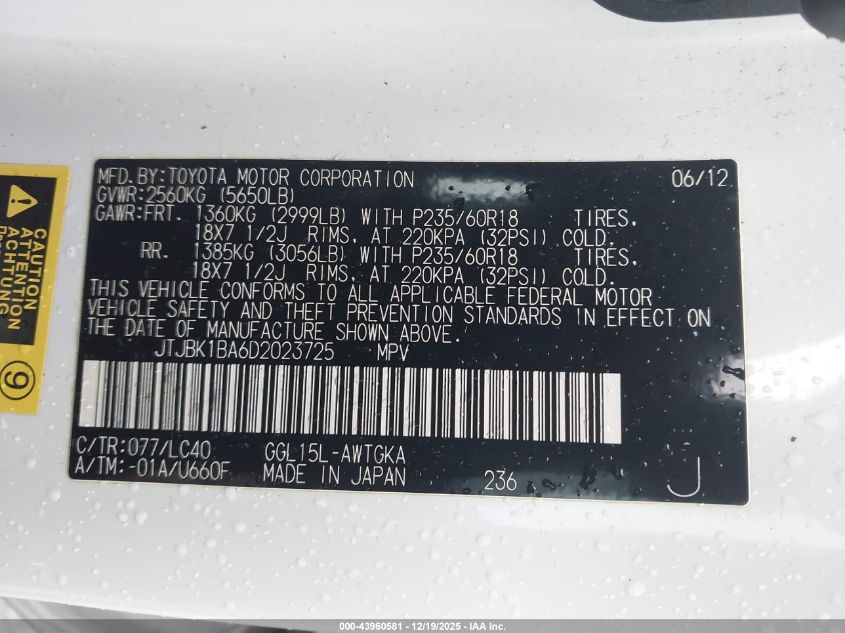 MFD.BY:TOYOTA MOTOR CORPORATION 06/12
GVWR:2560KG (5650LB)
GAWR:FRT. 1360KG (2999LB) WITH P235/60R18 TIRES,
18X7 1/2J RIMS, AT 220KPA (32PSI) COLD.
RR. 1385KG (3056LB) WITH P235/60R18 TIRES,
18X7 1/2J RIMS, AT 220KPA (32PSI) COLD.
THIS VEHICLE CONFORMS TO ALL APPLICABLE FEDERAL MOTOR
VEHICLE SAFETY AND THEFT PREVENTION STANDARDS IN EFFECT ON
THE DATE OF MANUFACTURE SHOWN ABOVE.
JTJBK1BA6D2023725 MPV
C/TR:077/LC40 GGL15L-AWTGKA
A/TM:-01A/U660F MADE IN JAPAN 236 J
CAUTION
ATTENTION
ACHTUNG
9
000-43960581 - 12/19/2025 - IAA Inc.